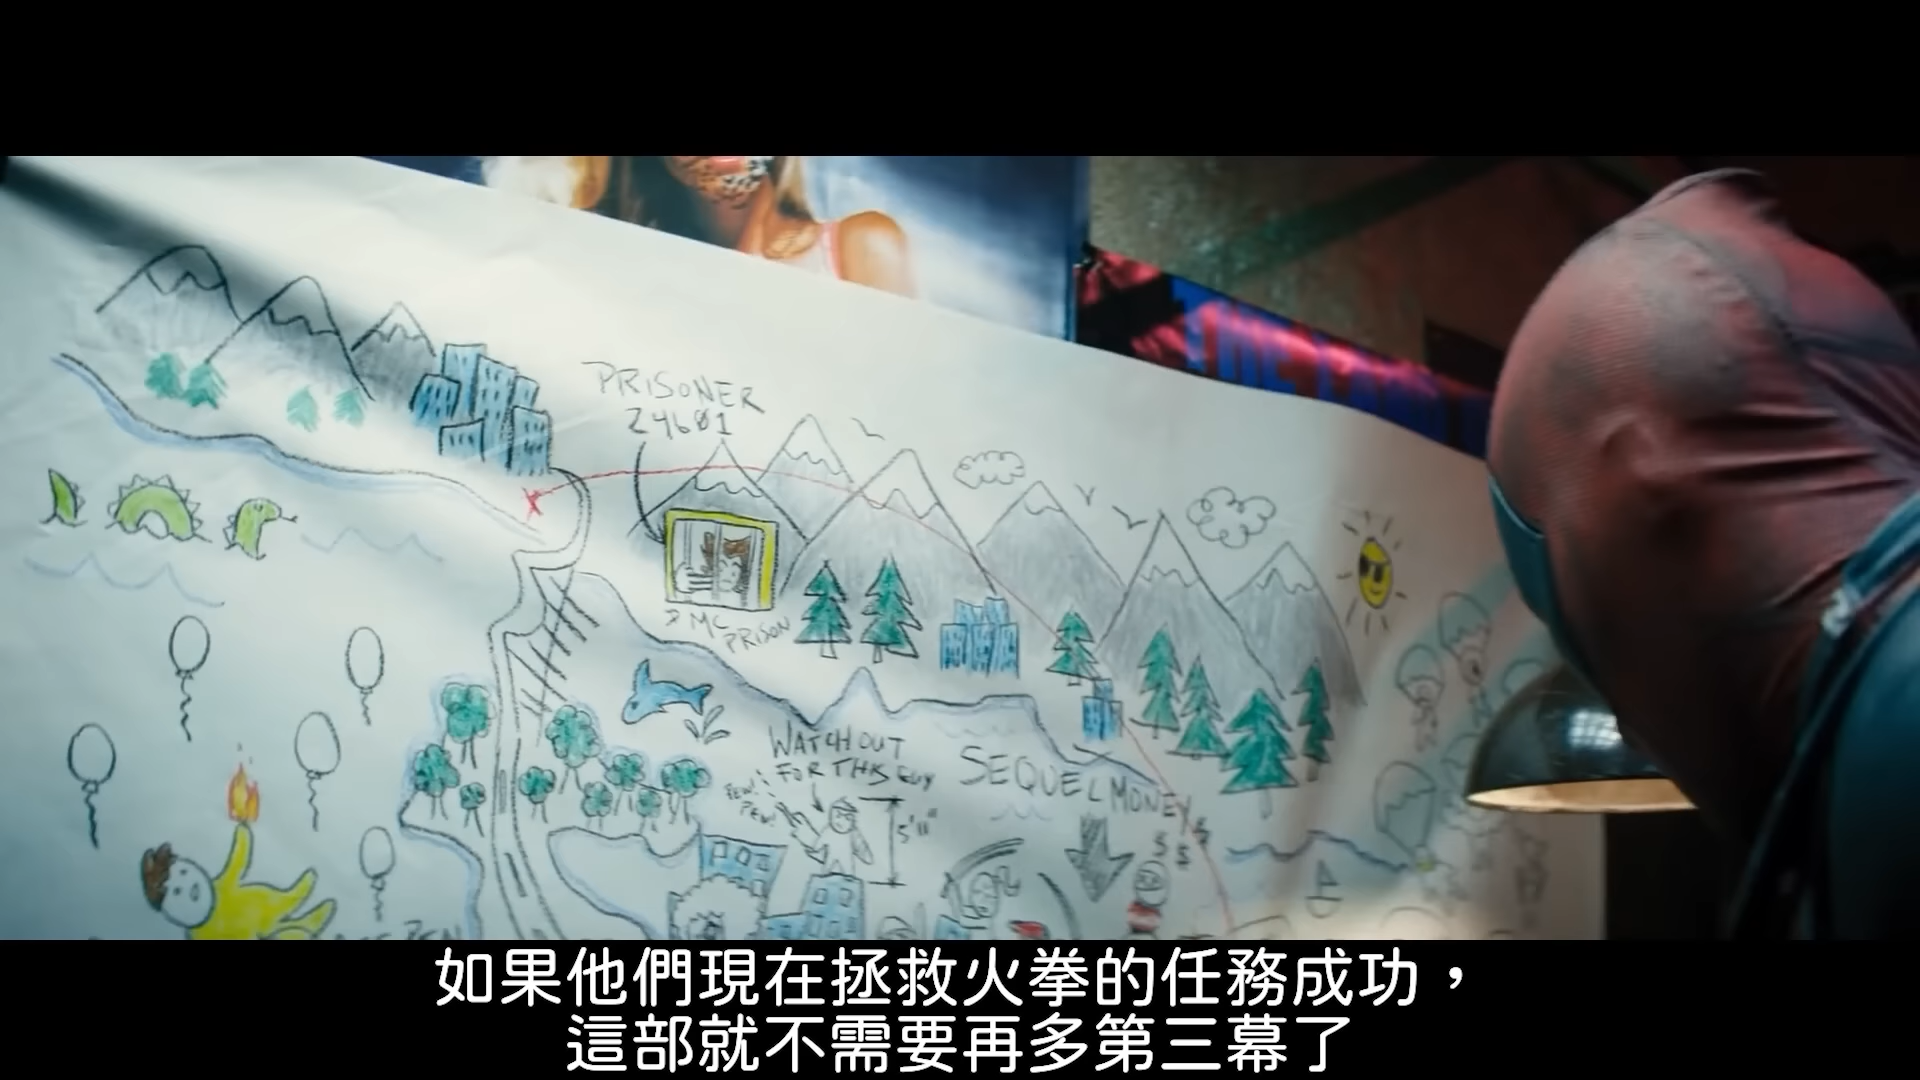 PRISONER
24601
DMC
PRISON
WATCH OUT
FOR THIS GUY
PEW!
PEW!
5'11"
SEQUEL MONEY
$
$
$
THE
如果他們現在拯救火拳的任務成功，
這部就不需要再多第三幕了